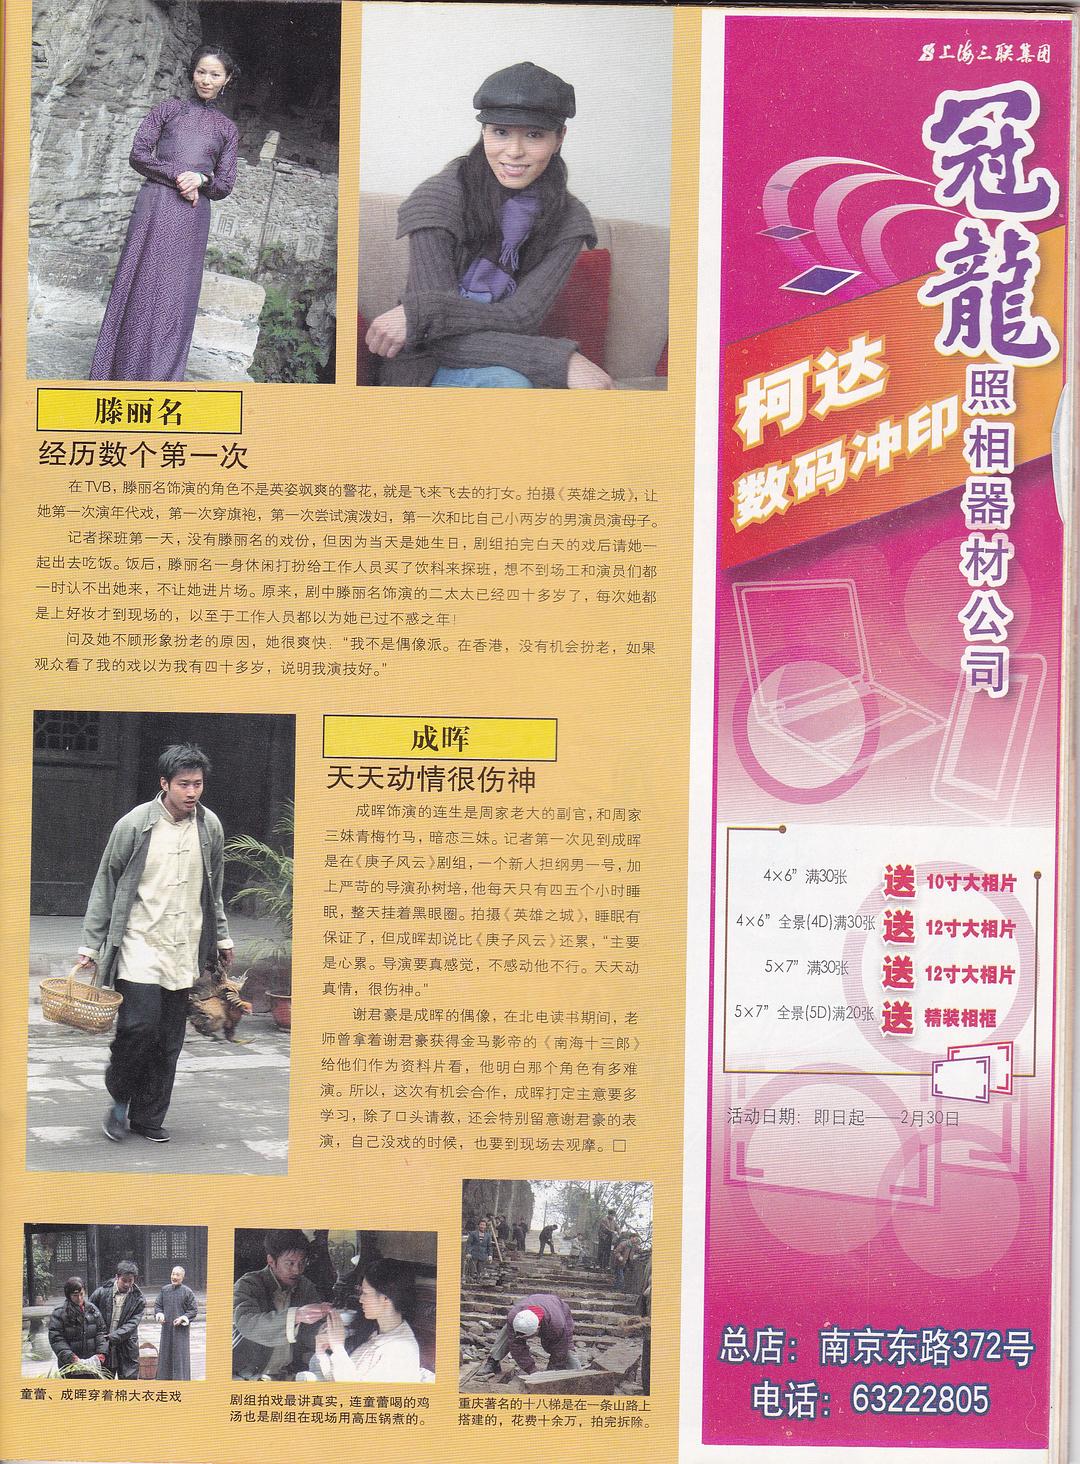 滕丽名
经历数个第一次
在TVB，滕丽名饰演的角色不是英姿飒爽的警花，就是飞来飞去的打女。拍摄《英雄之城》，让
她第一次演年代戏，第一次穿旗袍，第一次尝试演泼妇，第一次和比自己小两岁的男演员演母子。
记者探班第一天，没有滕丽名的戏份，但因为当天是她生日，剧组拍完白天的戏后请她一
起出去吃饭。饭后，滕丽名一身休闲打扮给工作人员买了饮料来探班，想不到场工和演员们都
一时认不出她来，不让她进片场。原来，剧中滕丽名饰演的二太太已经四十多岁了，每次她都
是上好妆才到现场的，以至于工作人员都以为她已过不惑之年！
问及她不顾形象扮老的原因，她很爽快：“我不是偶像派。在香港，没有机会扮老，如果
观众看了我的戏以为我有四十多岁，说明我演技好。”
成晖
天天动情很伤神
成晖饰演的连生是周家老大的副官，和周家
三妹青梅竹马，暗恋三妹。记者第一次见到成晖
是在《庚子风云》剧组，一个新人担纲男一号，加
上严苛的导演孙树培，他每天只有四五个小时睡
眠，整天挂着黑眼圈。拍摄《英雄之城》，睡眠有
保证了，但成晖却说比《庚子风云》还累，“主要
是心累。导演要真感觉，不感动他不行。天天动
真情，很伤神。”
谢君豪是成晖的偶像，在北电读书期间，老
师曾拿着谢君豪获得金马影帝的《南海十三郎》
给他们作为资料片看，他明白那个角色有多难
演。所以，这次有机会合作，成晖打定主意要多
学习，除了口头请教，还会特别留意谢君豪的表
演，自己没戏的时候，也要到现场去观摩。□
童蕾、成晖穿着棉大衣走戏
剧组拍戏最讲真实，连童蕾喝的鸡
汤也是剧组在现场用高压锅煮的。
重庆著名的十八梯是在一条山路上
搭建的，花费十余万，拍完拆除。
上海三联集团
冠龍
照相器材公司
柯达
数码冲印
4×6” 满30张 送 10寸大相片
4×6” 全景(4D)满30张 送 12寸大相片
5×7” 满30张 送 12寸大相片
5×7” 全景(5D)满20张 送 精装相框
活动日期：即日起——2月30日
总店：南京东路372号
电话：63222805